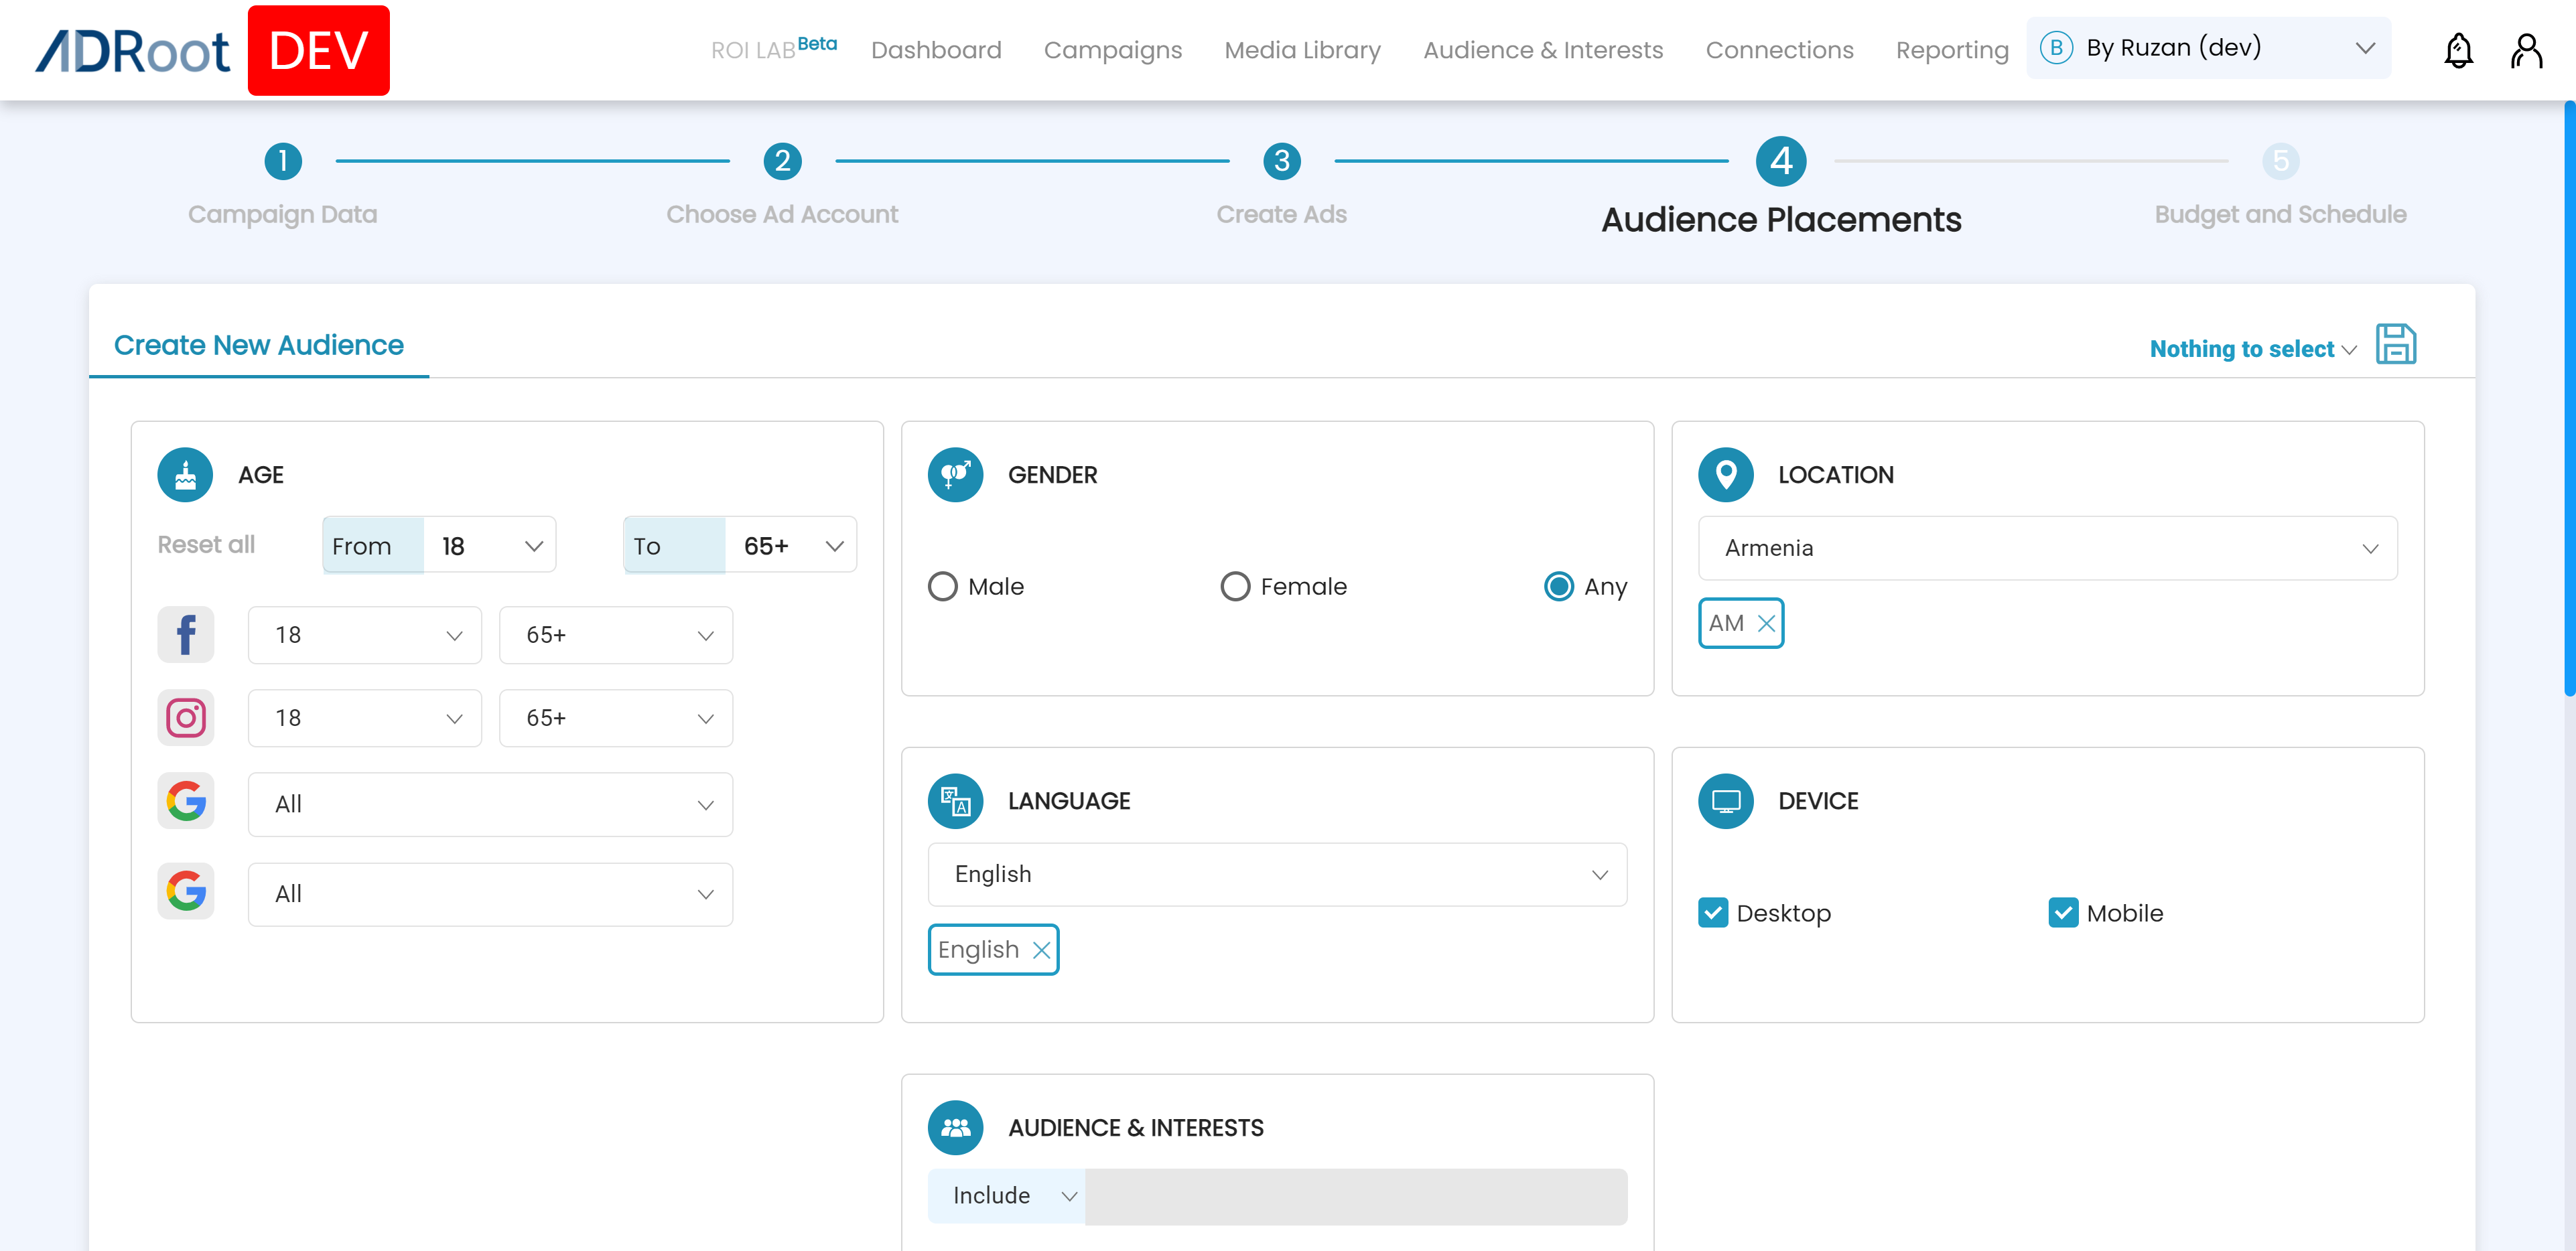 ADRoot DEV
ROI LAB Beta Dashboard Campaigns Media Library Audience & Interests Connections Reporting B By Ruzan (dev)
1 2 3 4 5
Campaign Data Choose Ad Account Create Ads Audience Placements Budget and Schedule
Create New Audience Nothing to select
AGE
Reset all From 18 To 65+
18 65+
18 65+
All
All
GENDER
Male Female Any
LOCATION
Armenia
AM
LANGUAGE
English
English
DEVICE
Desktop Mobile
AUDIENCE & INTERESTS
Include